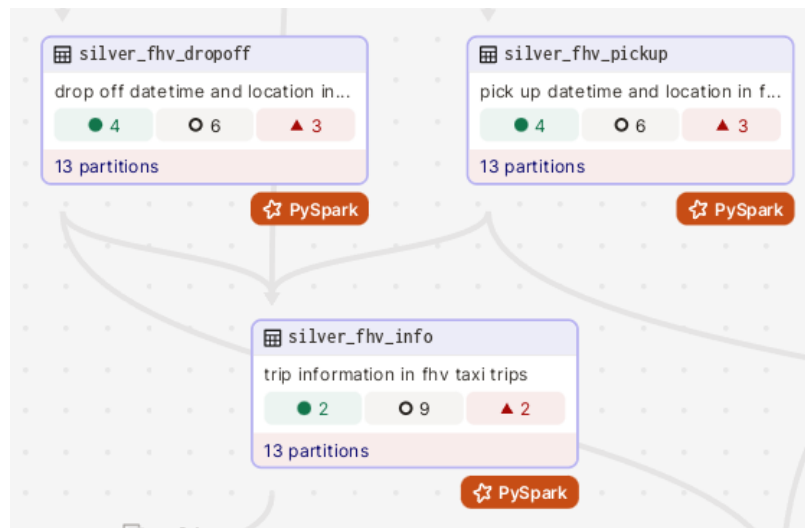 silver_fhv_dropoff
drop off datetime and location in...
4 6 3
13 partitions
PySpark
silver_fhv_pickup
pick up datetime and location in f...
4 6 3
13 partitions
PySpark
silver_fhv_info
trip information in fhv taxi trips
2 9 2
13 partitions
PySpark